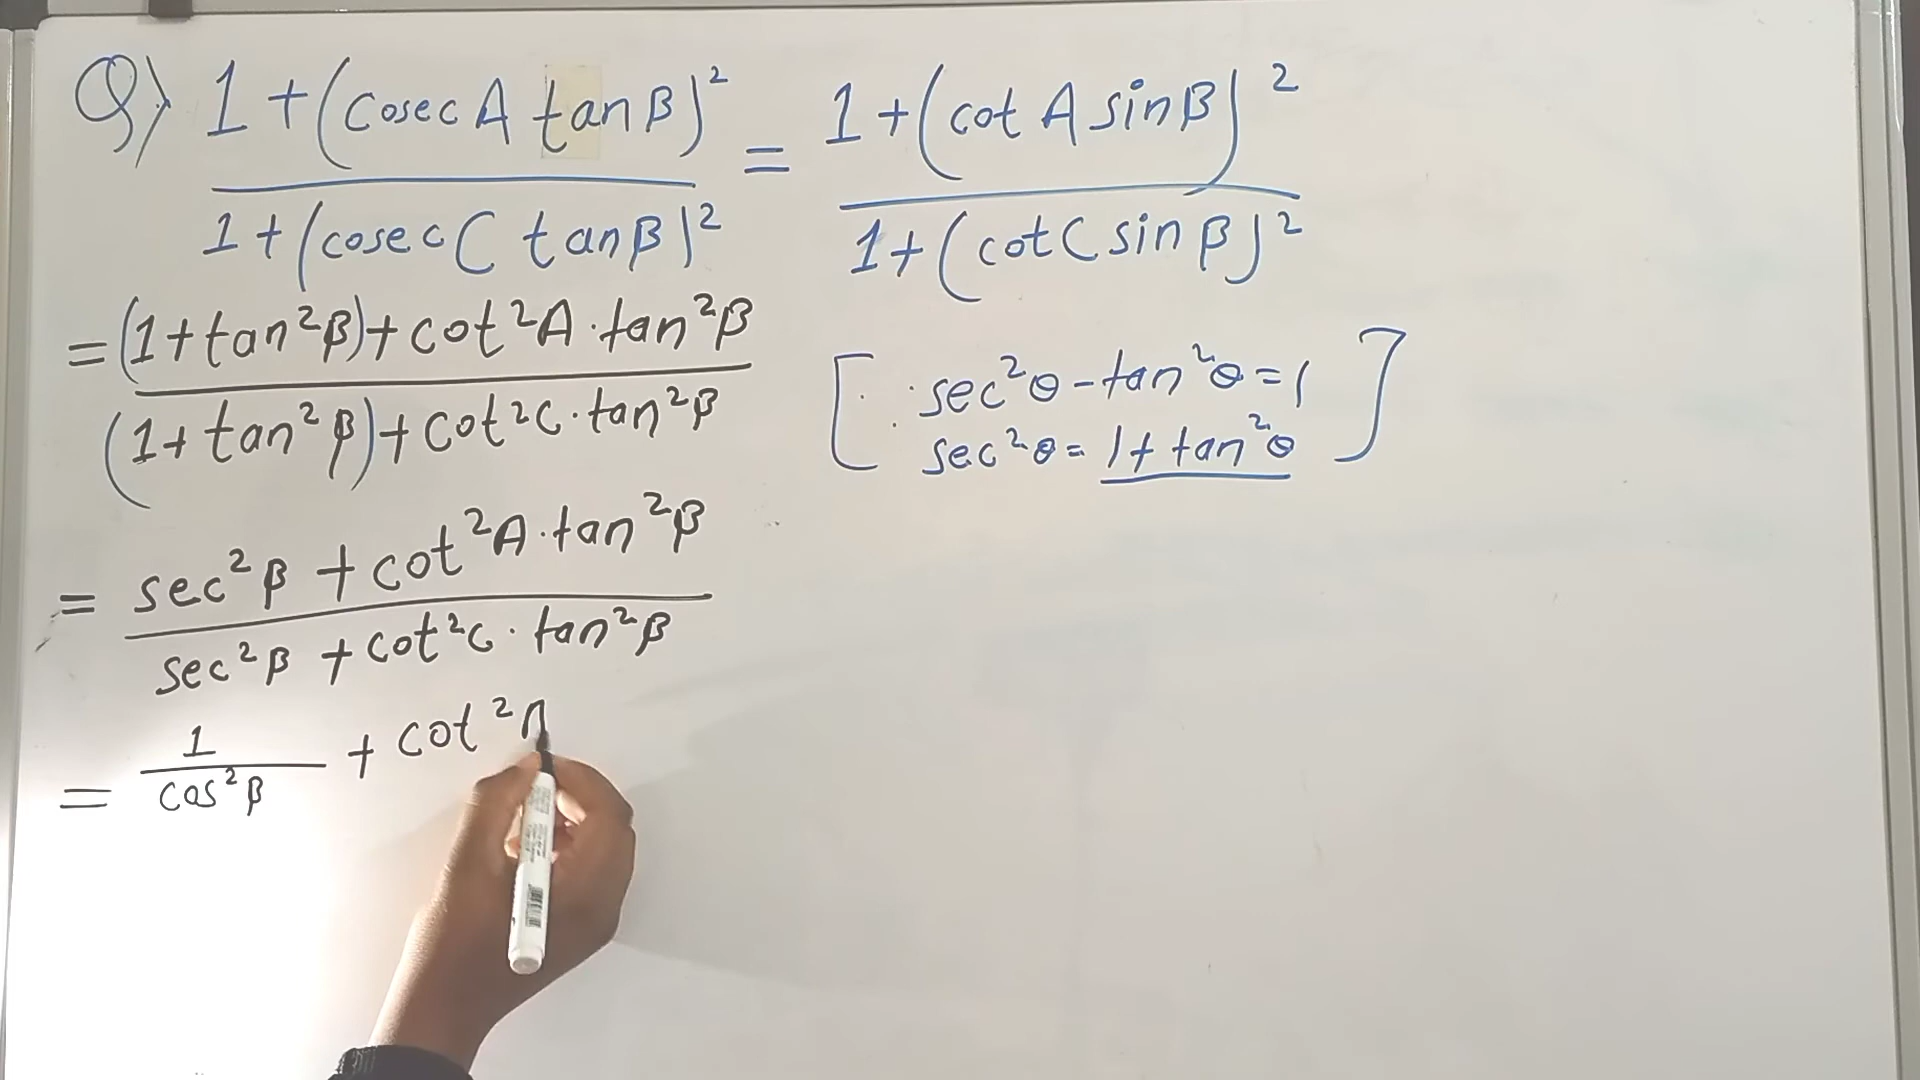 Q) 1 + (cosec A tan β)² / 1 + (cosec C tan β)² = 1 + (cot A sin β)² / 1 + (cot C sin β)²
= (1 + tan²β) + cot²A · tan²β / (1 + tan²β) + cot²C · tan²β
[∴ sec²θ - tan²θ = 1
sec²θ = 1 + tan²θ]
= sec²β + cot²A · tan²β / sec²β + cot²C · tan²β
= 1 / cos²β + cot²A